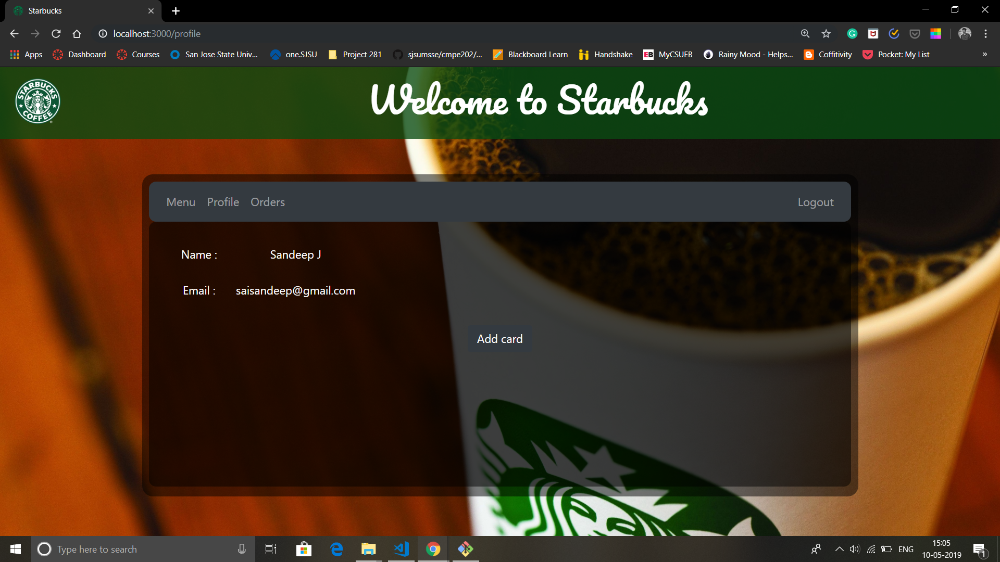 Starbucks
localhost:3000/profile
Apps Dashboard Courses San Jose State Univ... one.SJSU Project 281 sjsumsse/cmpe202/... Blackboard Learn Handshake EB MyCSUEB Rainy Mood - Helps... Coffitivity Pocket: My List »
STARBUCKS COFFEE
Welcome to Starbucks
Menu Profile Orders Logout
Name : Sandeep J
Email : saisandeep@gmail.com
Add card
Type here to search
ENG
15:05
10-05-2019
1